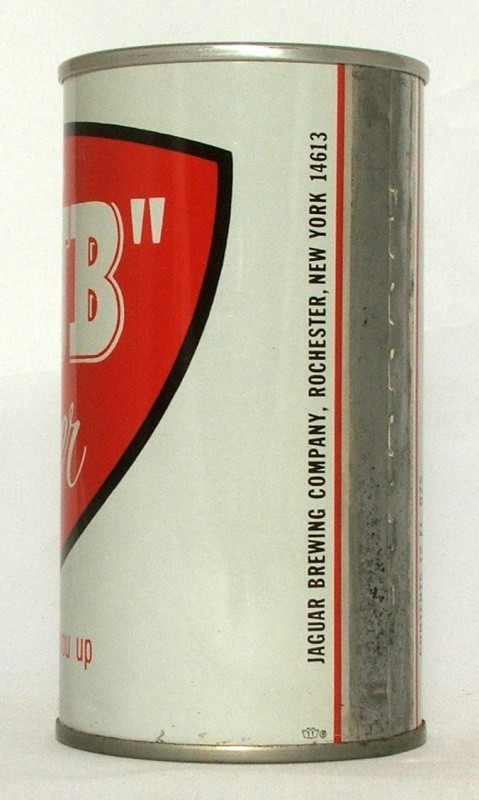 B"
up
JAGUAR BREWING COMPANY, ROCHESTER, NEW YORK 14613